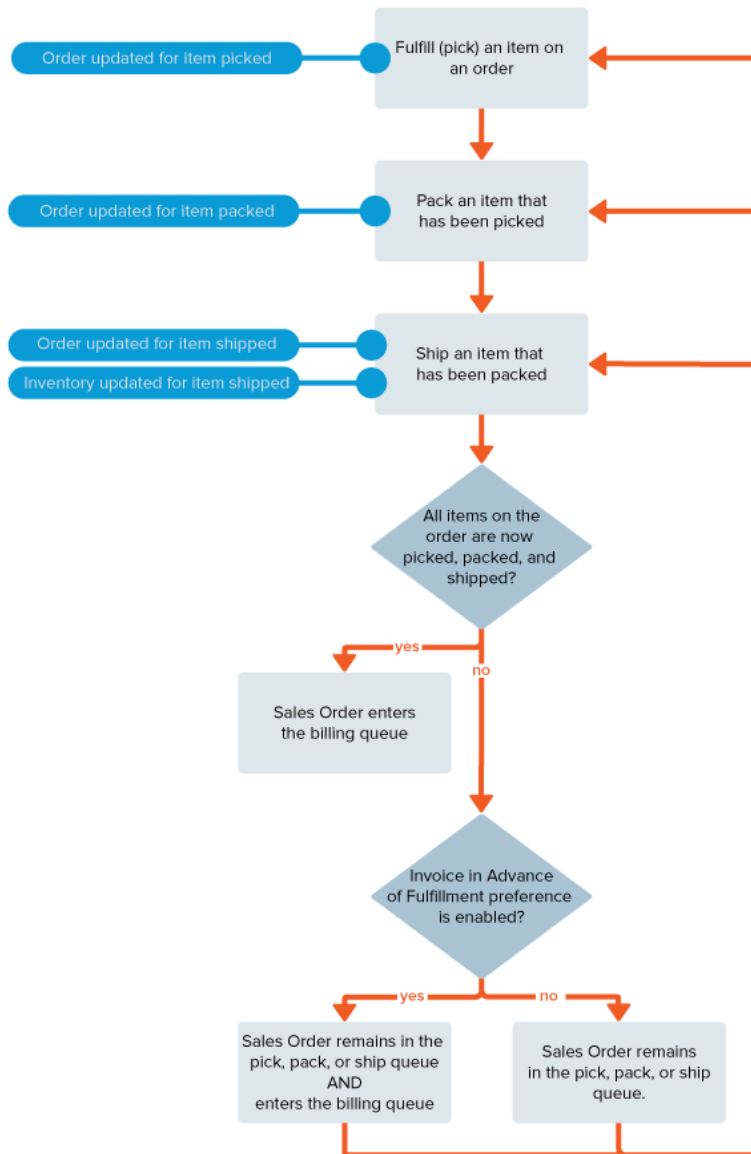 Order updated for item picked
Fulfill (pick) an item on
an order
Order updated for item packed
Pack an item that
has been picked
Order updated for item shipped
Inventory updated for item shipped
Ship an item that
has been packed
All items on the
order are now
picked, packed, and
shipped?
yes
no
Sales Order enters
the billing queue
Invoice in Advance
of Fulfillment preference
is enabled?
yes
no
Sales Order remains in the
pick, pack, or ship queue
AND
enters the billing queue
Sales Order remains
in the pick, pack, or ship
queue.